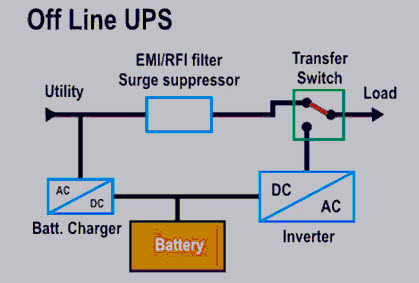 Off Line UPS
EMI/RFI filter
Surge suppressor
Transfer
Switch
Utility
Load
AC
DC
Batt. Charger
Battery
DC
AC
Inverter